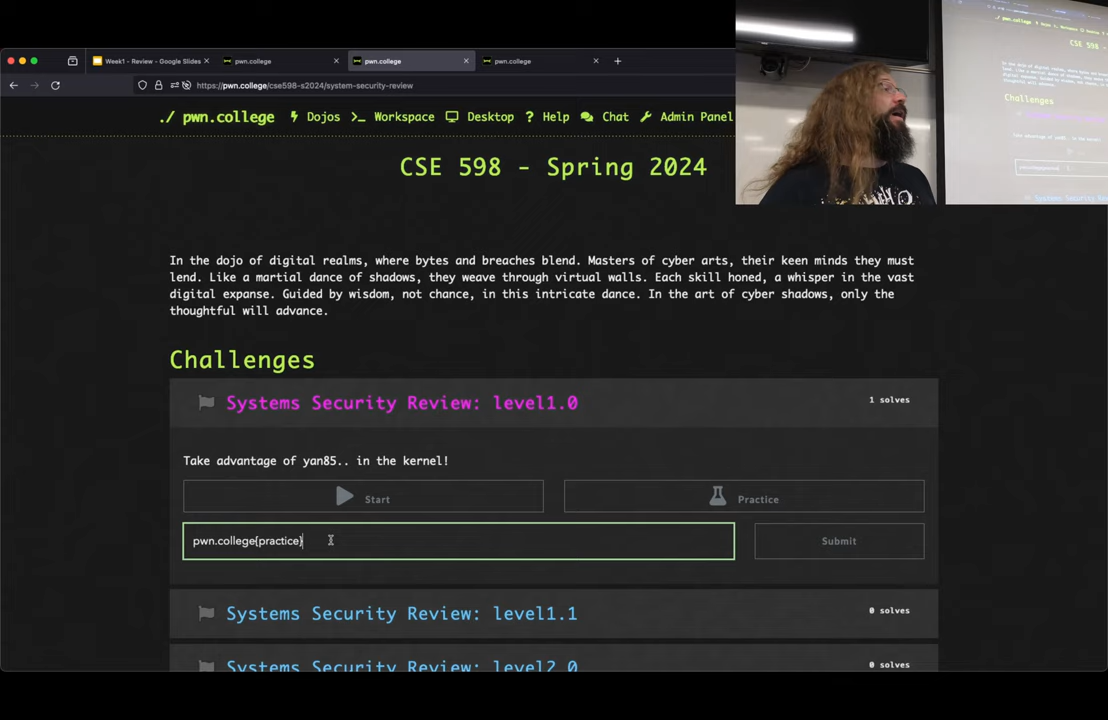 Week1 - Review - Google Slides
pwn.college
pwn.college
pwn.college
https://pwn.college/cse598-s2024/system-security-review
./ pwn.college
Dojos
Workspace
Desktop
? Help
Chat
Admin Panel
CSE 598 - Spring 2024
In the dojo of digital realms, where bytes and breaches blend. Masters of cyber arts, their keen minds they must
lend. Like a martial dance of shadows, they weave through virtual walls. Each skill honed, a whisper in the vast
digital expanse. Guided by wisdom, not chance, in this intricate dance. In the art of cyber shadows, only the
thoughtful will advance.
Challenges
Systems Security Review: level1.0
1 solves
Take advantage of yan85.. in the kernel!
Start
Practice
pwn.college{practice}
Submit
Systems Security Review: level1.1
0 solves
Systems Security Review: level2.0
0 solves
./ pwn.college
CSE 598
Challenges